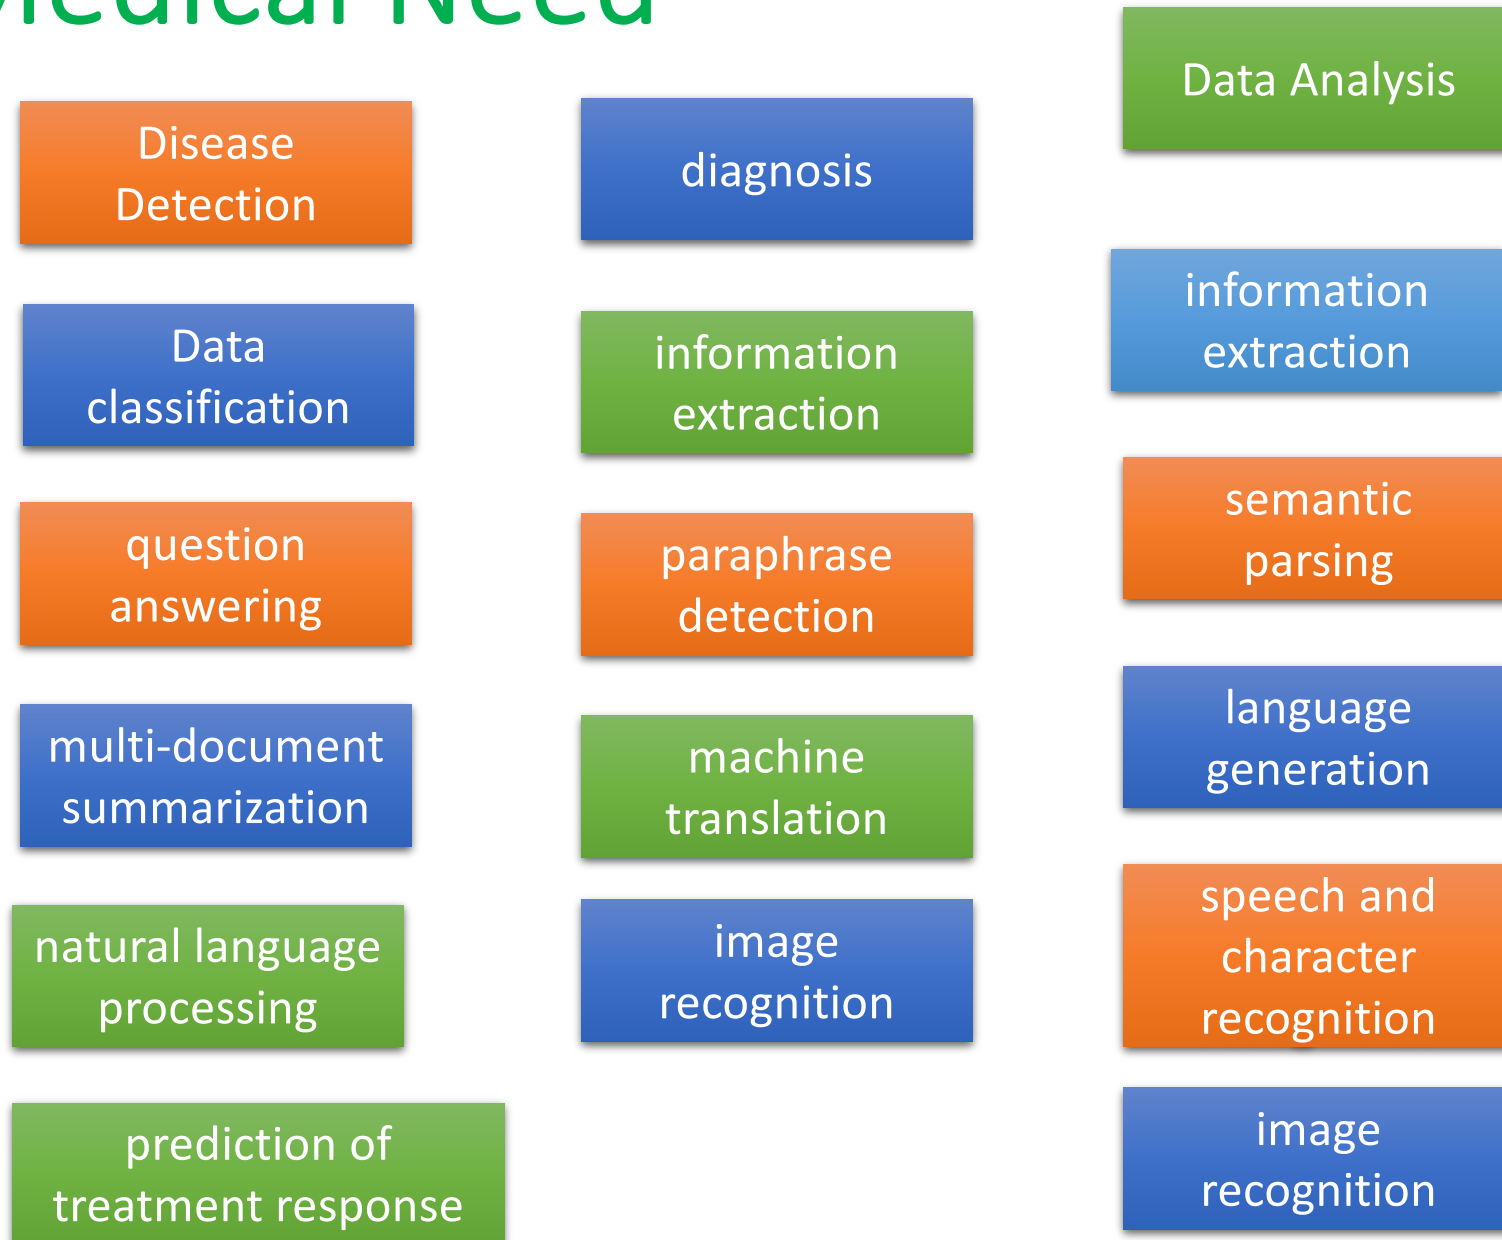 Medical Need
Disease
Detection
Data
classification
question
answering
multi-document
summarization
natural language
processing
prediction of
treatment response
diagnosis
information
extraction
paraphrase
detection
machine
translation
image
recognition
Data Analysis
information
extraction
semantic
parsing
language
generation
speech and
character
recognition
image
recognition